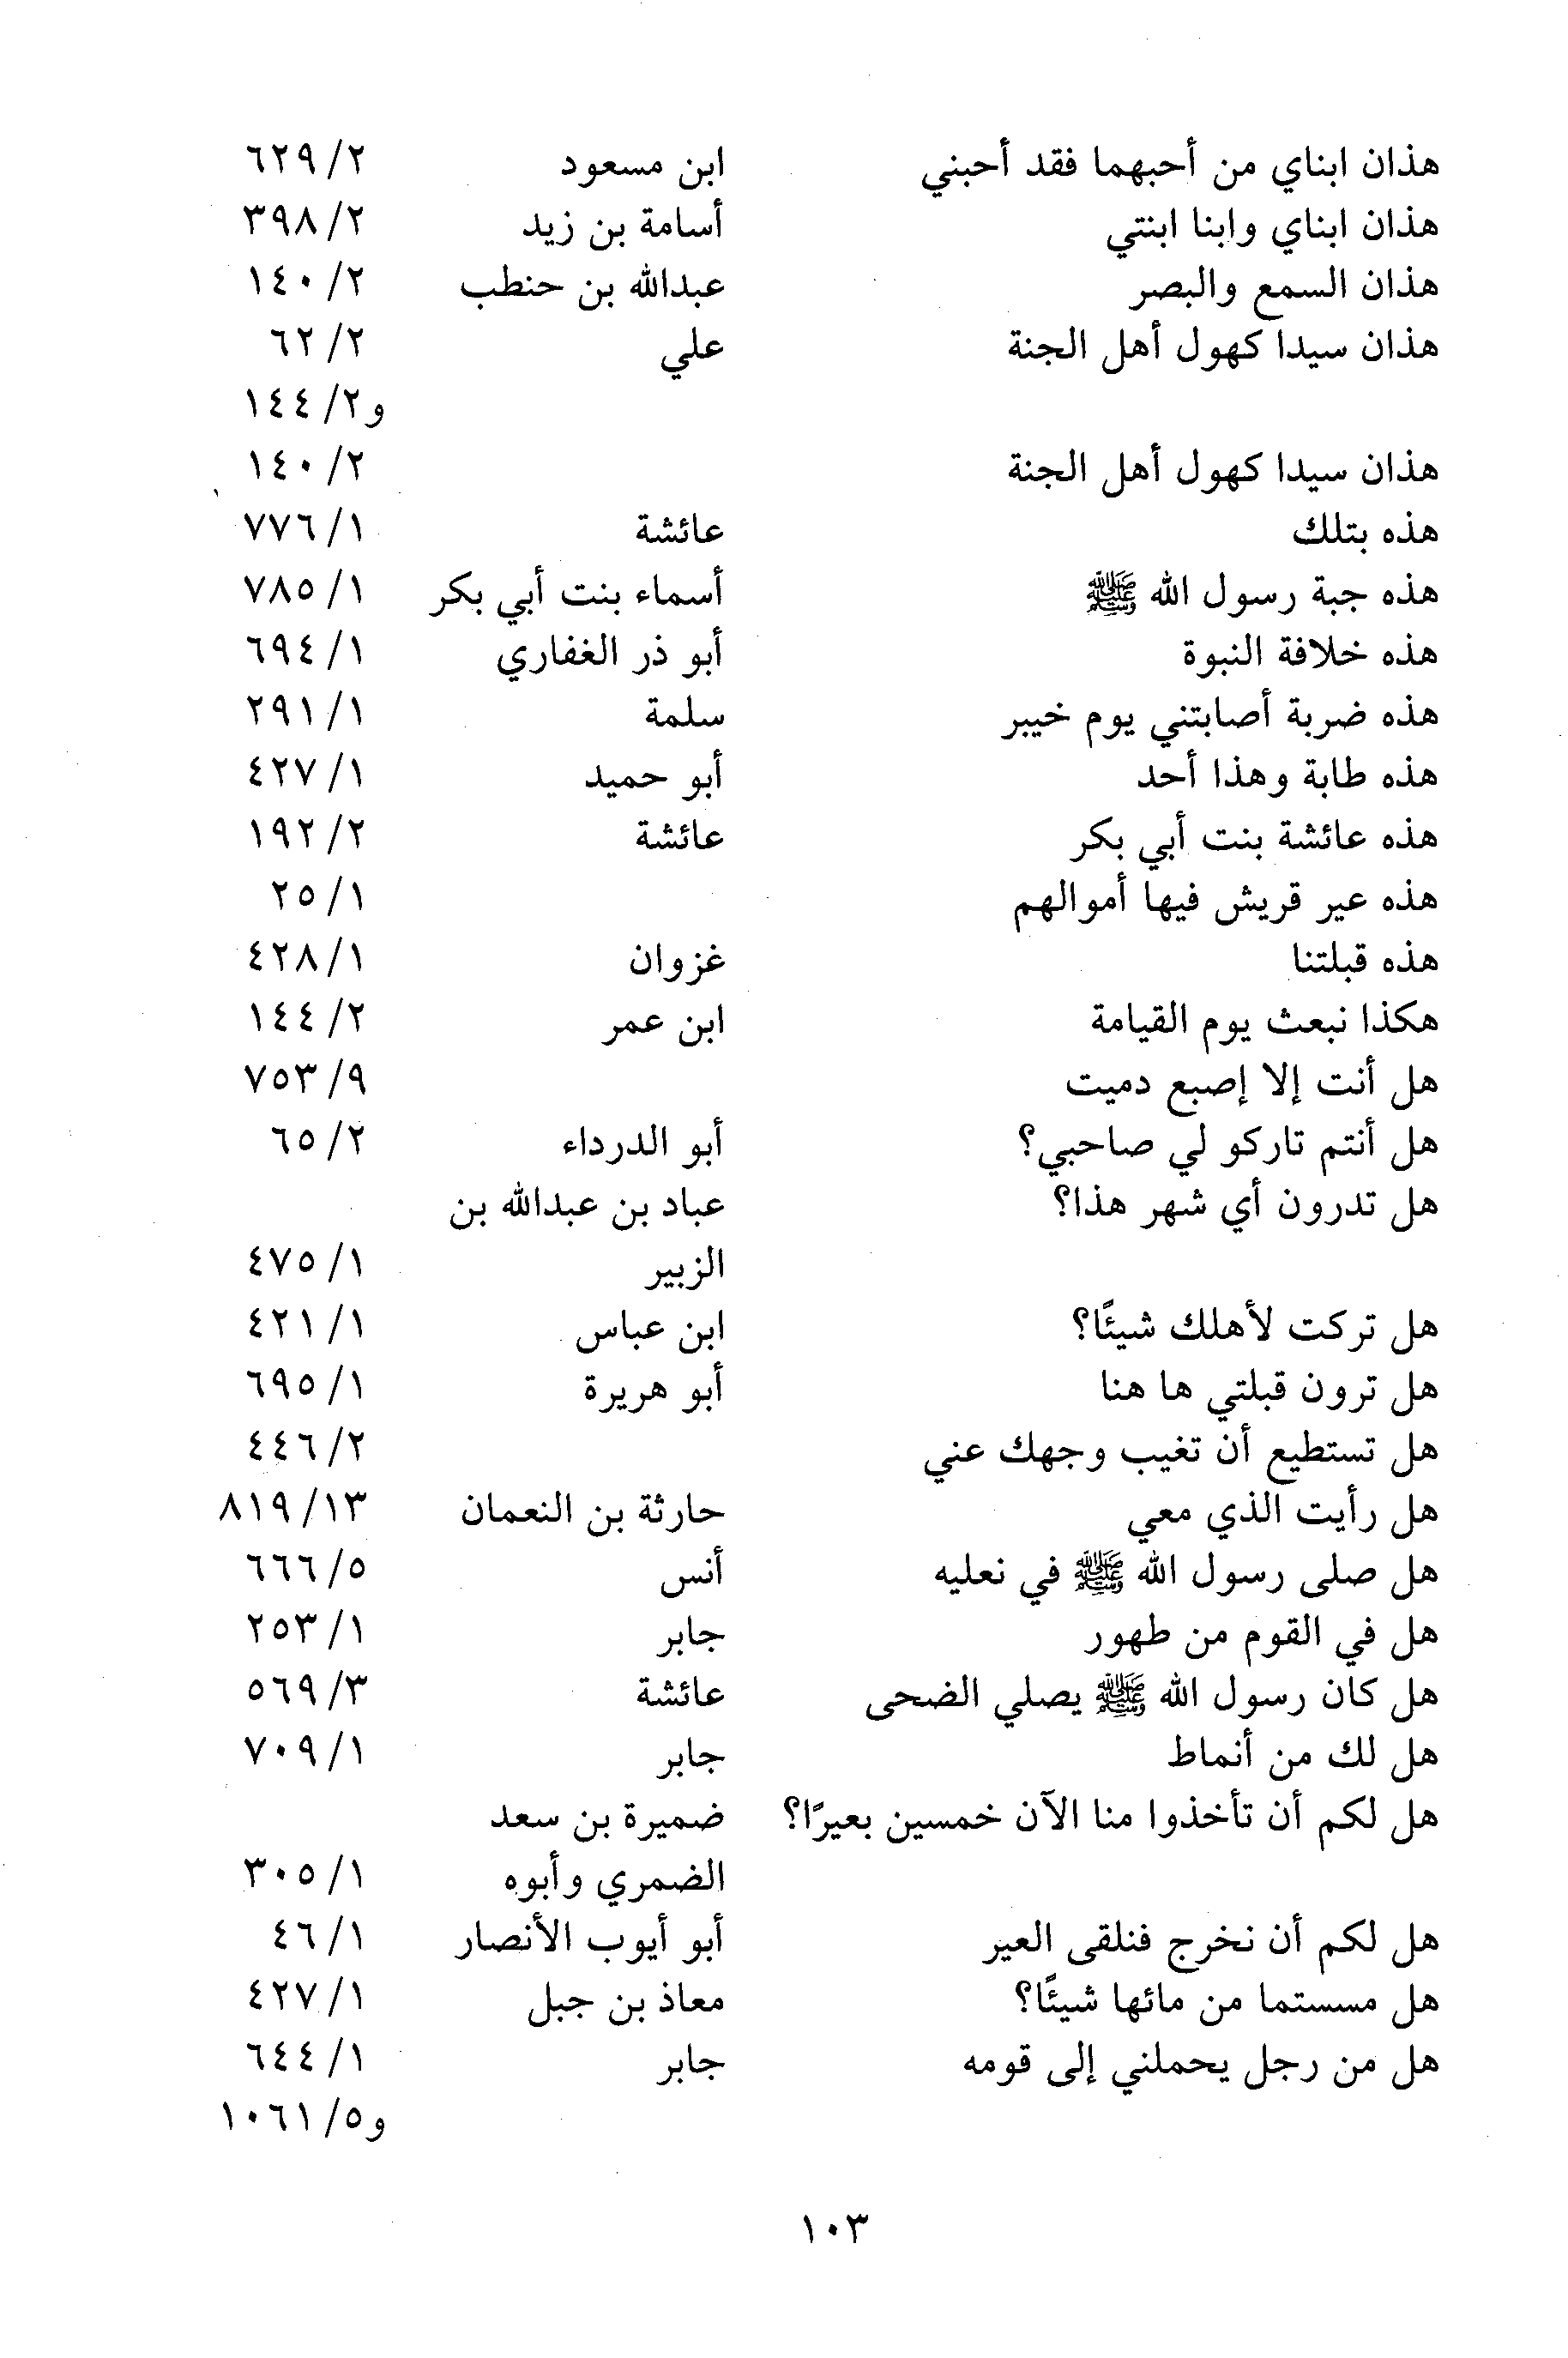 هذان ابناي من أحبهما فقد أحبني ابن مسعود ٢/ ٦٢٩
هذان ابناي وابنا ابنتي أسامة بن زيد ٢/ ٣٩٨
هذان السمع والبصر عبدالله بن حنطب ٢/ ١٤٠
هذان سيدا كهول أهل الجنة علي ٢/ ٦٢
و٢/ ١٤٤
هذان سيدا كهول أهل الجنة ٢/ ١٤٠
هذه بتلك عائشة ١/ ٧٧٦
هذه جبة رسول الله ﷺ أسماء بنت أبي بكر ١/ ٧٨٥
هذه خلافة النبوة أبو ذر الغفاري ١/ ٦٩٤
هذه ضربة أصابتني يوم خيبر سلمة ١/ ٢٩١
هذه طابة وهذا أحد أبو حميد ١/ ٤٢٧
هذه عائشة بنت أبي بكر عائشة ٢/ ١٩٢
هذه عير قريش فيها أموالهم ١/ ٢٥
هذه قبلتنا غزوان ١/ ٤٢٨
هكذا نبعث يوم القيامة ابن عمر ٢/ ١٤٤
هل أنت إلا إصبع دميت ٩/ ٧٥٣
هل أنتم تاركو لي صاحبي؟ أبو الدرداء ٢/ ٦٥
هل تدرون أي شهر هذا؟ عباد بن عبدالله بن
الزبير ١/ ٤٧٥
هل تركت لأهلك شيئًا؟ ابن عباس ١/ ٤٢١
هل ترون قبلتي ها هنا أبو هريرة ١/ ٦٩٥
هل تستطيع أن تغيب وجهك عني ٢/ ٤٤٦
هل رأيت الذي معي حارثة بن النعمان ١٣/ ٨١٩
هل صلى رسول الله ﷺ في نعليه أنس ٥/ ٦٦٦
هل في القوم من طهور جابر ١/ ٢٥٣
هل كان رسول الله ﷺ يصلي الضحى عائشة ٣/ ٥٦٩
هل لك من أنماط جابر ١/ ٧٠٩
هل لكم أن تأخذوا منا الآن خمسين بعيرًا؟ ضميرة بن سعد
الضمري وأبوه ١/ ٣٠٥
هل لكم أن نخرج فنلقى العير أبو أيوب الأنصار ١/ ٤٦
هل مسستما من مائها شيئًا؟ معاذ بن جبل ١/ ٤٢٧
هل من رجل يحملني إلى قومه جابر ١/ ٦٤٤
و٥/ ١٠٦١
١٠٣